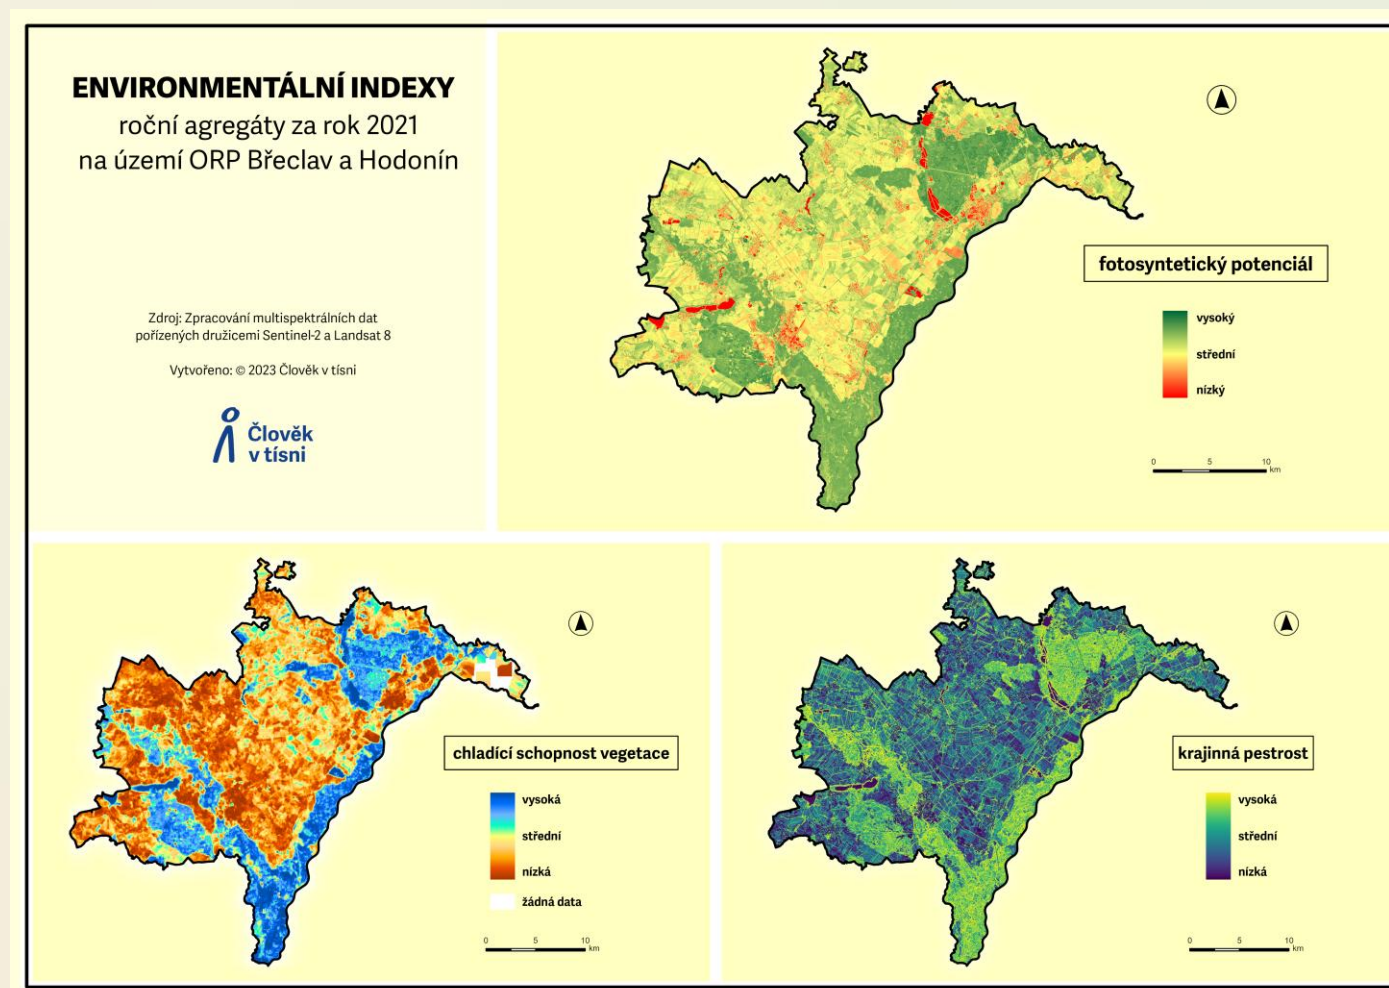 ENVIRONMENTÁLNÍ INDEXY
roční agregáty za rok 2021
na území ORP Břeclav a Hodonín
Zdroj: Zpracování multispektrálních dat
pořízených družicemi Sentinel-2 a Landsat 8
Vytvořeno: © 2023 Člověk v tísni
Člověk
v tísni
fotosyntetický potenciál
vysoký
střední
nízký
0 5 10
km
chladící schopnost vegetace
vysoká
střední
nízká
žádná data
0 5 10
km
krajinná pestrost
vysoká
střední
nízká
0 5 10
km